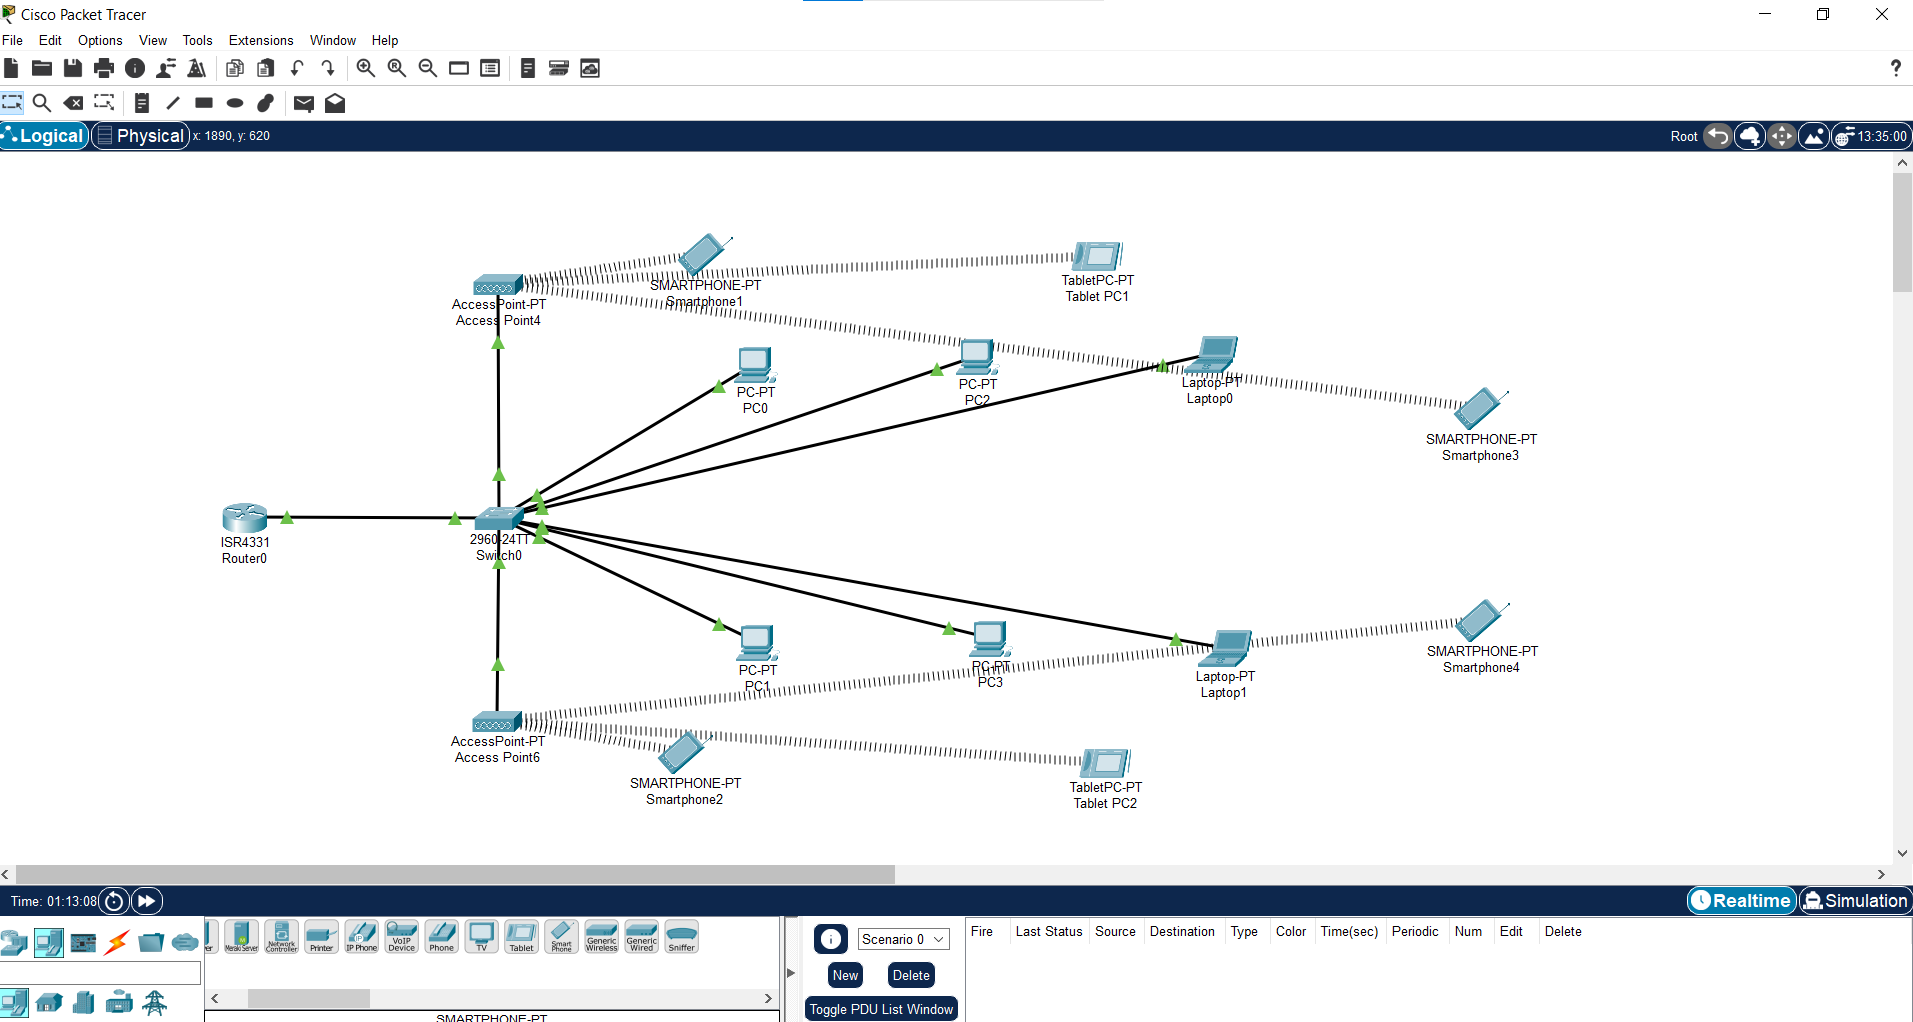 Cisco Packet Tracer
File Edit Options View Tools Extensions Window Help
?
Logical Physical x: 1890, y: 620 Root 13:35:00
SMARTPHONE-PT
Smartphone1
TabletPC-PT
Tablet PC1
AccessPoint-PT
Access Point4
PC-PT
PC0
PC-PT
PC2
Laptop-PT
Laptop0
SMARTPHONE-PT
Smartphone3
ISR4331
Router0
2960-24TT
Switch0
PC-PT
PC1
PC-PT
PC3
Laptop-PT
Laptop1
SMARTPHONE-PT
Smartphone4
AccessPoint-PT
Access Point6
SMARTPHONE-PT
Smartphone2
TabletPC-PT
Tablet PC2
Time: 01:13:08 Realtime Simulation
Meraki Server
Network Controller
Printer
IP Phone
VoIP Device
Phone
TV
Tablet
Smart Phone
Generic Wireless
Generic Wired
Sniffer
SMARTPHONE-PT
Scenario 0
New Delete
Toggle PDU List Window
Fire Last Status Source Destination Type Color Time(sec) Periodic Num Edit Delete